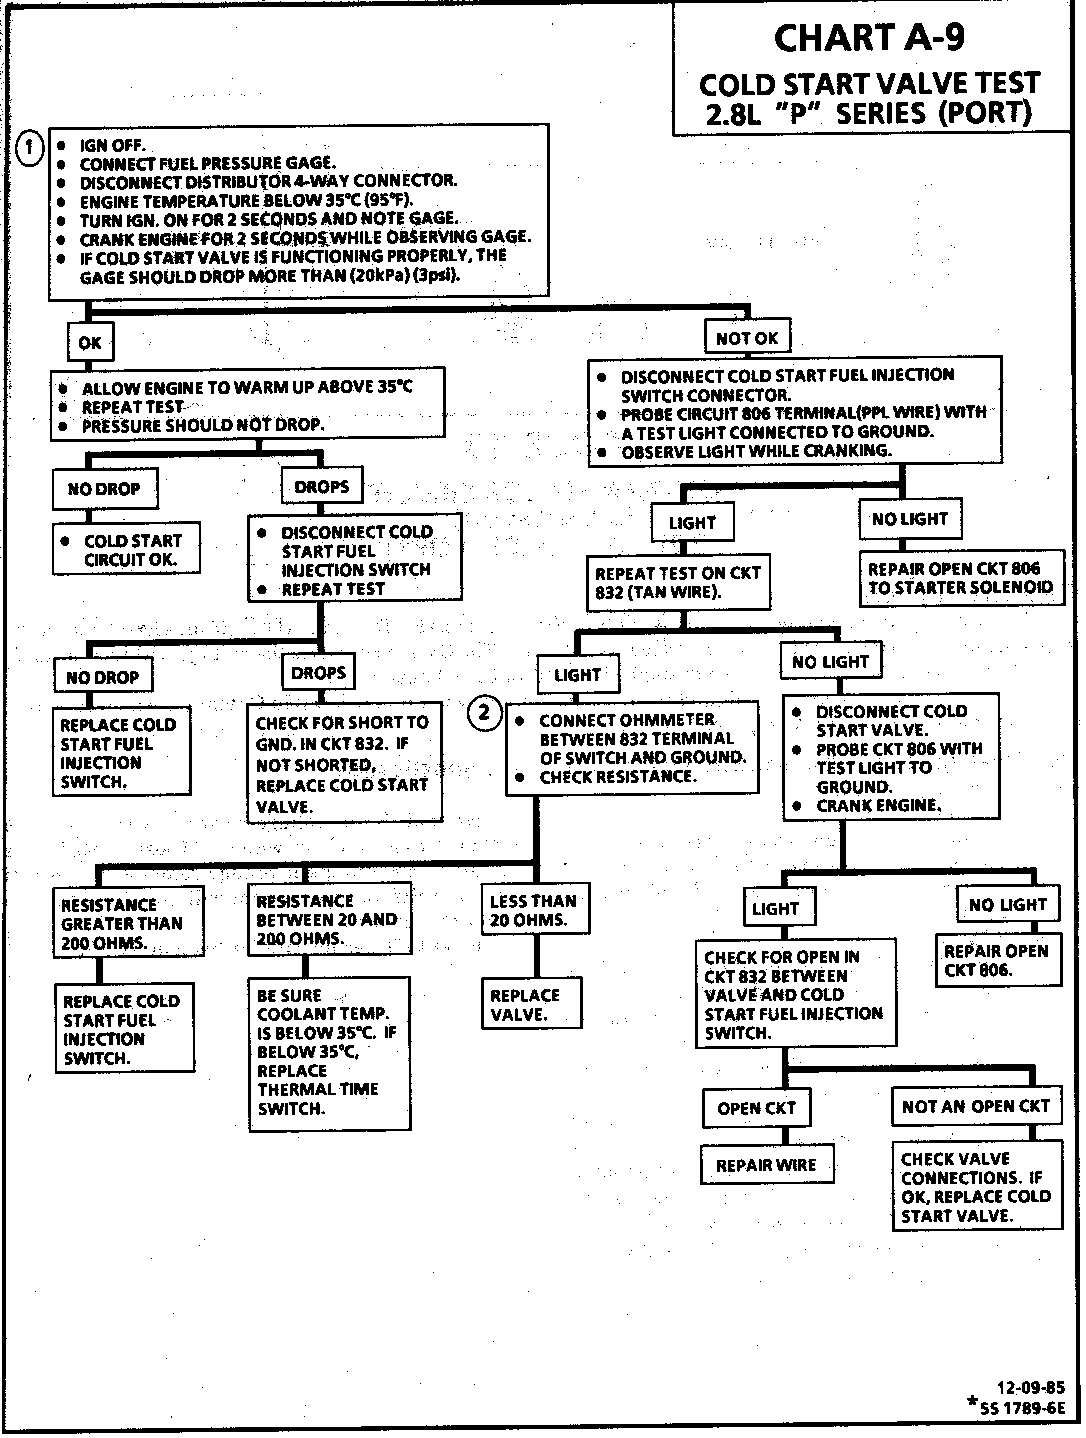 CHART A-9
COLD START VALVE TEST
2.8L "P" SERIES (PORT)
1
• IGN OFF.
• CONNECT FUEL PRESSURE GAGE.
• DISCONNECT DISTRIBUTOR 4-WAY CONNECTOR.
• ENGINE TEMPERATURE BELOW 35°C (95°F).
• TURN IGN. ON FOR 2 SECONDS AND NOTE GAGE.
• CRANK ENGINE FOR 2 SECONDS WHILE OBSERVING GAGE.
• IF COLD START VALVE IS FUNCTIONING PROPERLY, THE
GAGE SHOULD DROP MORE THAN (20kPa) (3psi).
OK
• ALLOW ENGINE TO WARM UP ABOVE 35°C
• REPEAT TEST
• PRESSURE SHOULD NOT DROP.
NO DROP
• COLD START
CIRCUIT OK.
DROPS
• DISCONNECT COLD
START FUEL
INJECTION SWITCH
• REPEAT TEST
NO DROP
REPLACE COLD
START FUEL
INJECTION
SWITCH.
DROPS
CHECK FOR SHORT TO
GND. IN CKT 832. IF
NOT SHORTED,
REPLACE COLD START
VALVE.
NOT OK
• DISCONNECT COLD START FUEL INJECTION
SWITCH CONNECTOR.
• PROBE CIRCUIT 806 TERMINAL(PPL WIRE) WITH
A TEST LIGHT CONNECTED TO GROUND.
• OBSERVE LIGHT WHILE CRANKING.
LIGHT
REPEAT TEST ON CKT
832 (TAN WIRE).
NO LIGHT
REPAIR OPEN CKT 806
TO STARTER SOLENOID
LIGHT
2
• CONNECT OHMMETER
BETWEEN 832 TERMINAL
OF SWITCH AND GROUND.
• CHECK RESISTANCE.
NO LIGHT
• DISCONNECT COLD
START VALVE.
• PROBE CKT 806 WITH
TEST LIGHT TO
GROUND.
• CRANK ENGINE.
RESISTANCE
GREATER THAN
200 OHMS.
REPLACE COLD
START FUEL
INJECTION
SWITCH.
RESISTANCE
BETWEEN 20 AND
200 OHMS.
BE SURE
COOLANT TEMP.
IS BELOW 35°C. IF
BELOW 35°C,
REPLACE
THERMAL TIME
SWITCH.
LESS THAN
20 OHMS.
REPLACE
VALVE.
LIGHT
CHECK FOR OPEN IN
CKT 832 BETWEEN
VALVE AND COLD
START FUEL INJECTION
SWITCH.
NO LIGHT
REPAIR OPEN
CKT 806.
OPEN CKT
REPAIR WIRE
NOT AN OPEN CKT
CHECK VALVE
CONNECTIONS. IF
OK, REPLACE COLD
START VALVE.
12-09-85
* 5S 1789-6E